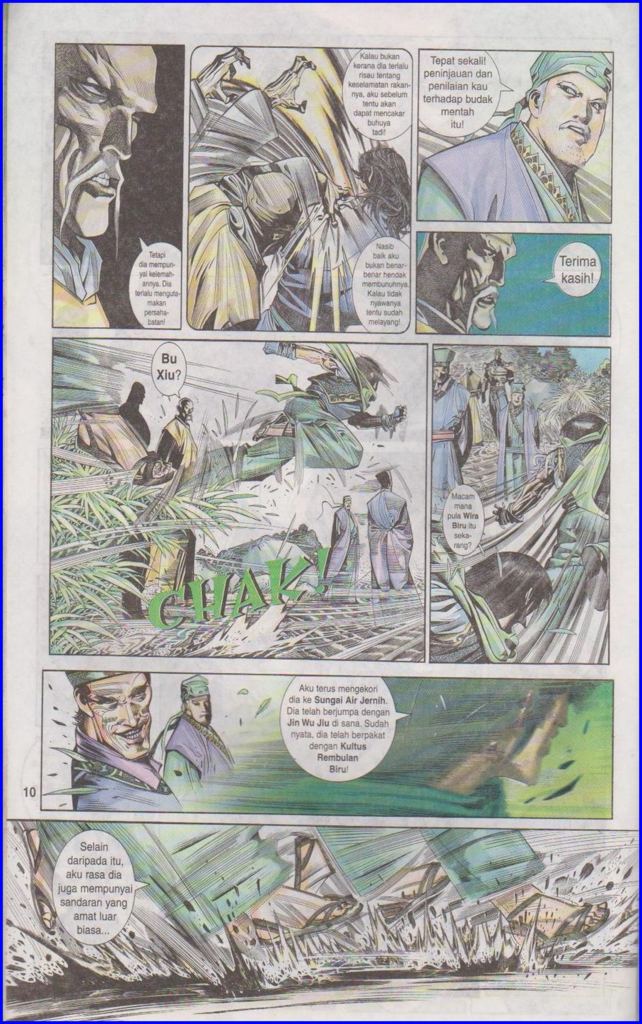 Tetapi
dia mempun-
yai kelemah-
annya. Dia
terlalu menguta-
makan
persaha-
batan!
Kalau bukan
kerana dia terlalu
risau tentang
keselamatan rakan-
nya, aku sebelum
tentu akan
dapat mencakar
buhuya
tadi!
Nasib
baik aku
bukan benar-
benar hendak
membunuhnya.
Kalau tidak
nyawanya
tentu sudah
melayang!
Tepat sekali!
peninjauan dan
penilaian kau
terhadap budak
mentah
itu!
Terima
kasih!
Bu
Xiu?
CHAK!
Macam
mana
pula Wira
Biru itu
seka-
rang?
Aku terus mengekori
dia ke Sungai Air Jernih.
Dia telah berjumpa dengan
Jin Wu Jiu di sana. Sudah
nyata, dia telah berpakat
dengan Kultus
Rembulan
Biru!
10
Selain
daripada itu,
aku rasa dia
juga mempunyai
sandaran yang
amat luar
biasa...